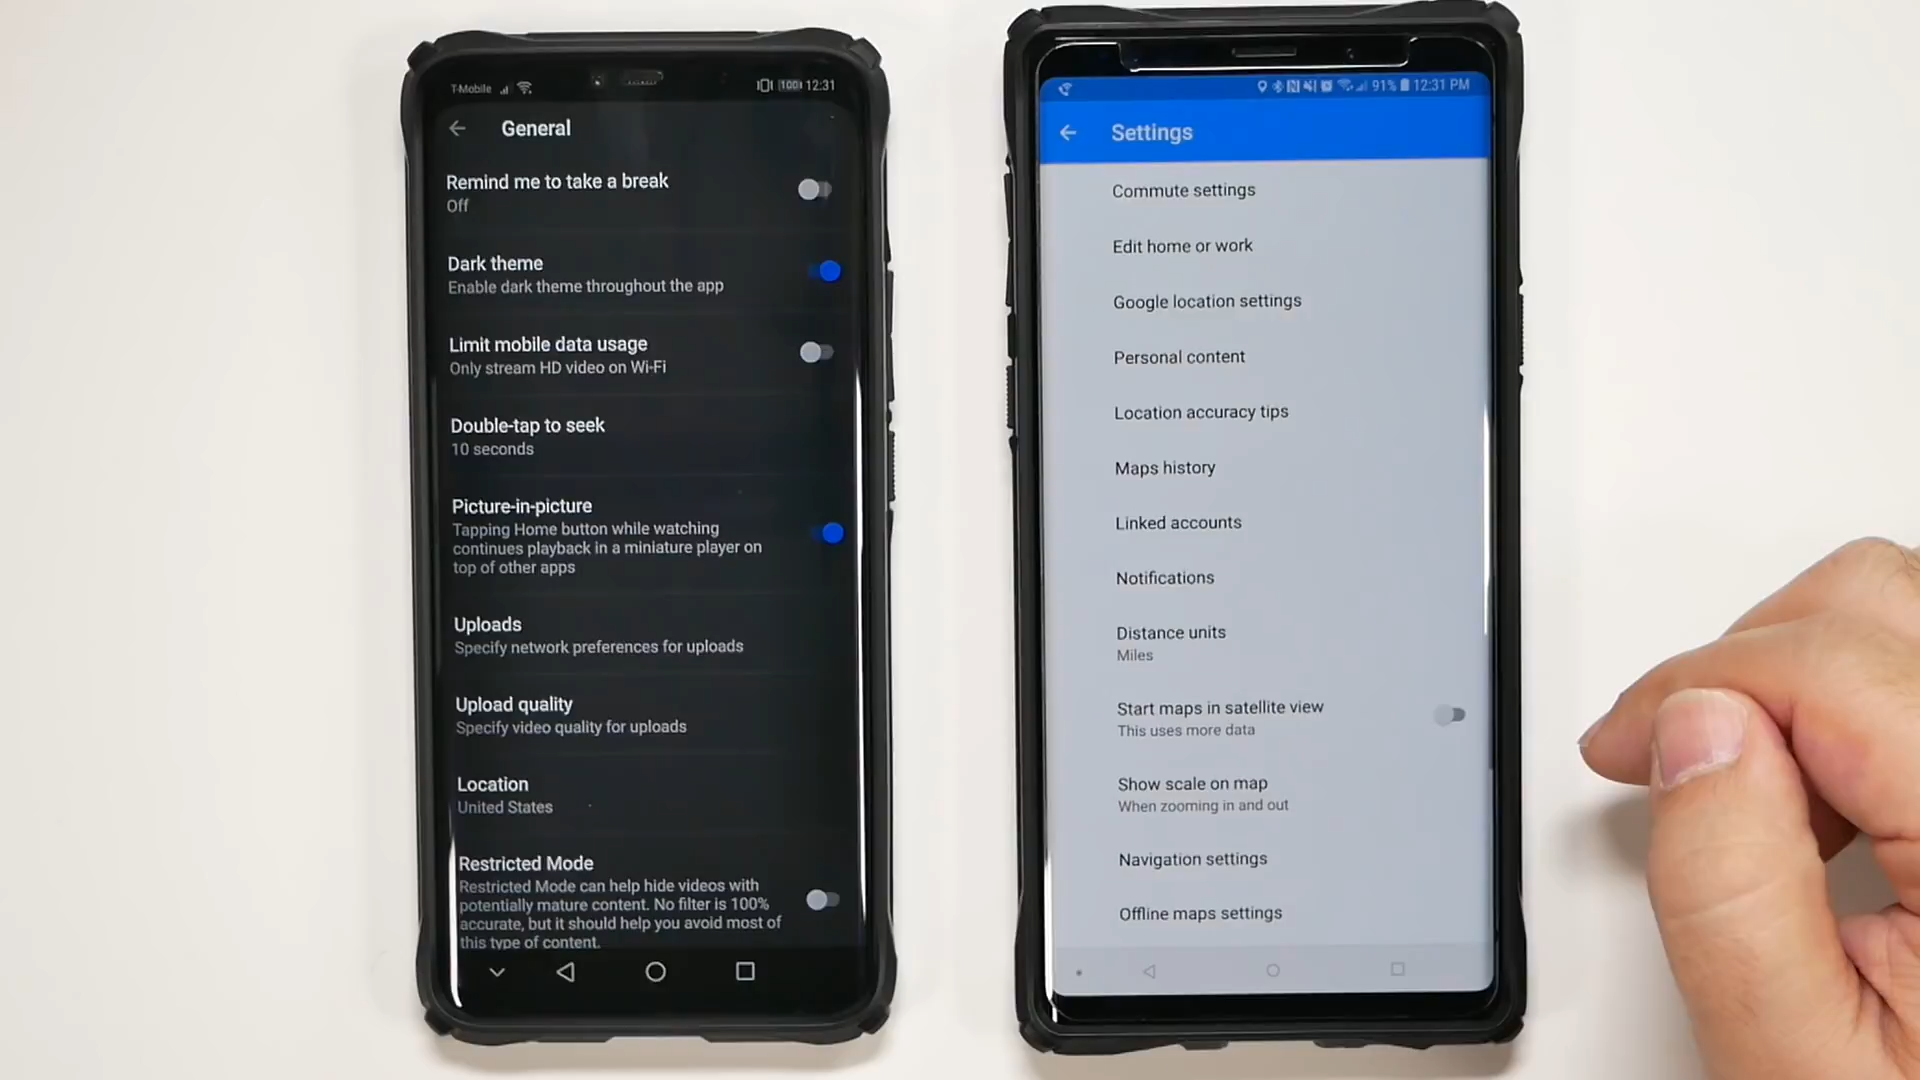 T-Mobile
100 12:31
General
Remind me to take a break
Off
Dark theme
Enable dark theme throughout the app
Limit mobile data usage
Only stream HD video on Wi-Fi
Double-tap to seek
10 seconds
Picture-in-picture
Tapping Home button while watching
continues playback in a miniature player on
top of other apps
Uploads
Specify network preferences for uploads
Upload quality
Specify video quality for uploads
Location
United States
Restricted Mode
Restricted Mode can help hide videos with
potentially mature content. No filter is 100%
accurate, but it should help you avoid most of
this type of content.
91% 12:31 PM
Settings
Commute settings
Edit home or work
Google location settings
Personal content
Location accuracy tips
Maps history
Linked accounts
Notifications
Distance units
Miles
Start maps in satellite view
This uses more data
Show scale on map
When zooming in and out
Navigation settings
Offline maps settings